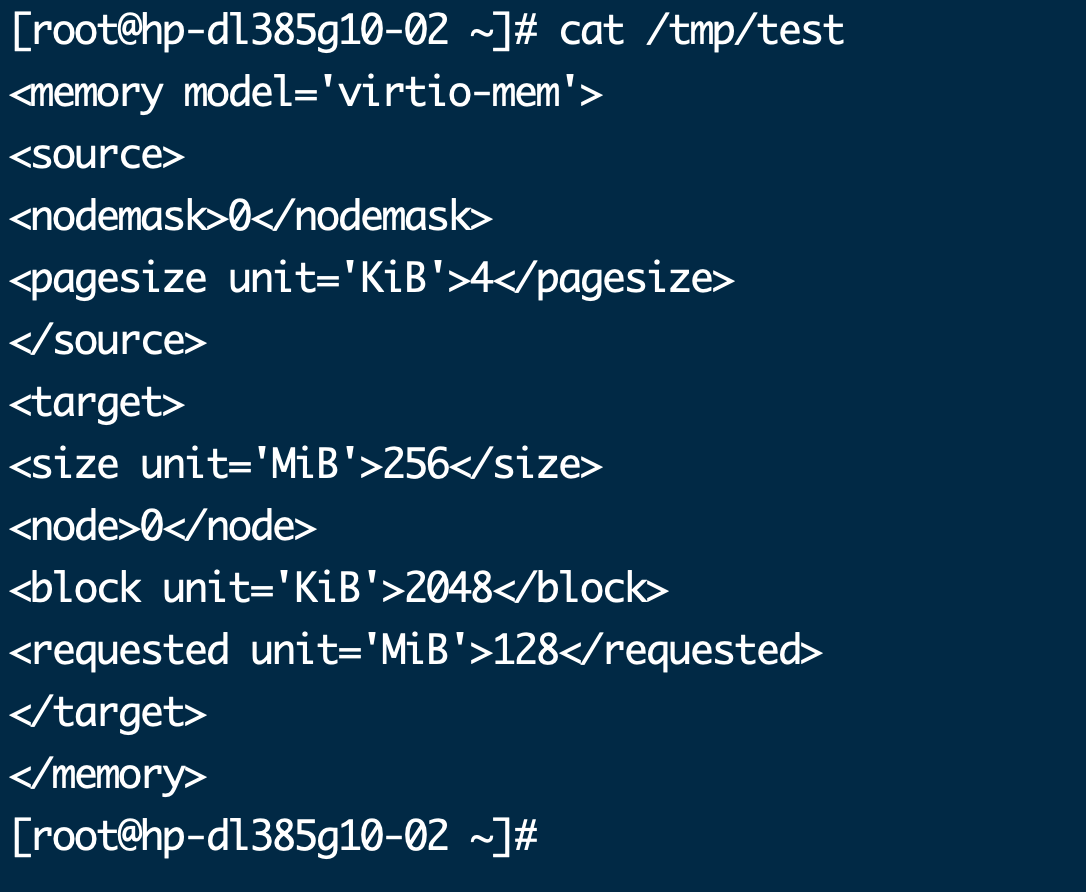 [root@hp-dl385g10-02 ~]# cat /tmp/test
<memory model='virtio-mem'>
<source>
<nodemask>0</nodemask>
<pagesize unit='KiB'>4</pagesize>
</source>
<target>
<size unit='MiB'>256</size>
<node>0</node>
<block unit='KiB'>2048</block>
<requested unit='MiB'>128</requested>
</target>
</memory>
[root@hp-dl385g10-02 ~]#